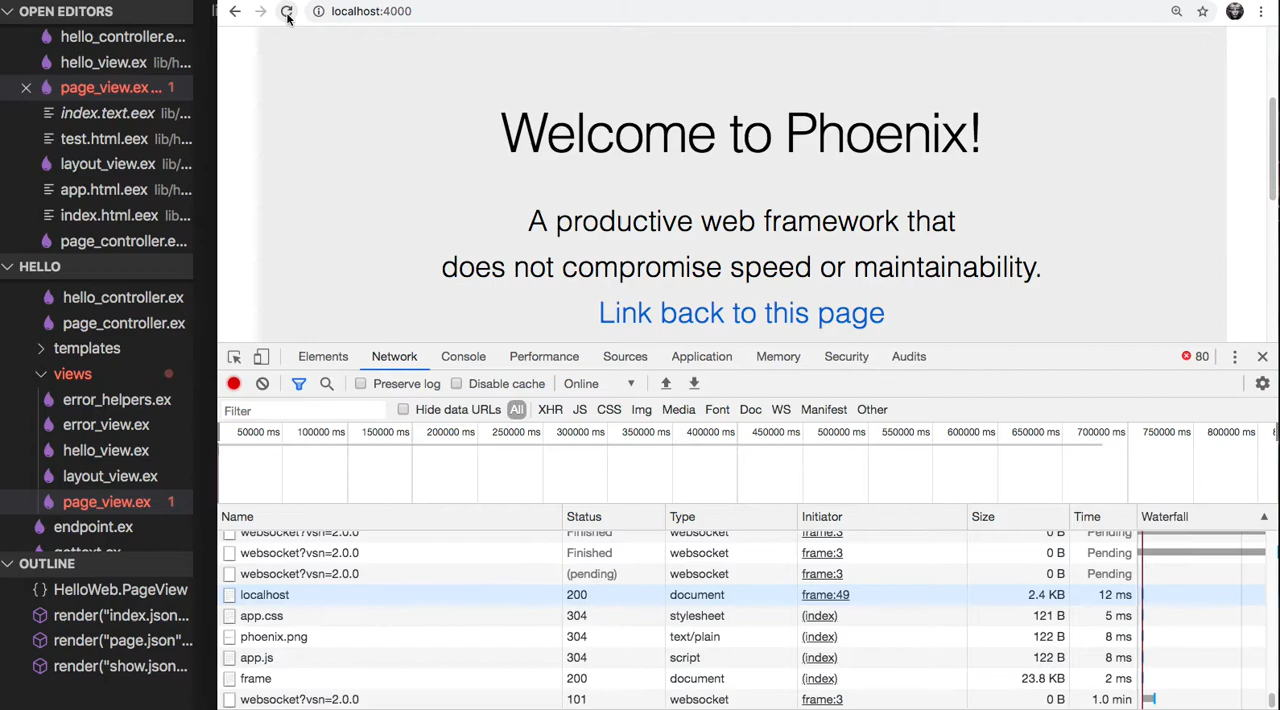 OPEN EDITORS
hello_controller.e...
hello_view.ex lib/h...
page_view.ex... 1
index.text.eex lib/...
test.html.eex lib/h...
layout_view.ex lib/...
app.html.eex lib/h...
index.html.eex lib...
page_controller.e...
HELLO
hello_controller.ex
page_controller.ex
templates
views
error_helpers.ex
error_view.ex
hello_view.ex
layout_view.ex
page_view.ex 1
endpoint.ex
OUTLINE
{} HelloWeb.PageView
render("index.json...
render("page.json"...
render("show.json...
localhost:4000
Welcome to Phoenix!
A productive web framework that
does not compromise speed or maintainability.
Link back to this page
Elements Network Console Performance Sources Application Memory Security Audits 80
Preserve log Disable cache Online
Filter Hide data URLs All XHR JS CSS Img Media Font Doc WS Manifest Other
50000 ms 100000 ms 150000 ms 200000 ms 250000 ms 300000 ms 350000 ms 400000 ms 450000 ms 500000 ms 550000 ms 600000 ms 650000 ms 700000 ms 750000 ms 800000 ms
Name Status Type Initiator Size Time Waterfall
websocket?vsn=2.0.0 Finished websocket frame:3 0 B Pending
websocket?vsn=2.0.0 Finished websocket frame:3 0 B Pending
websocket?vsn=2.0.0 (pending) websocket frame:3 0 B Pending
localhost 200 document frame:49 2.4 KB 12 ms
app.css 304 stylesheet (index) 121 B 5 ms
phoenix.png 304 text/plain (index) 122 B 8 ms
app.js 304 script (index) 122 B 8 ms
frame 200 document (index) 23.8 KB 2 ms
websocket?vsn=2.0.0 101 websocket frame:3 0 B 1.0 min